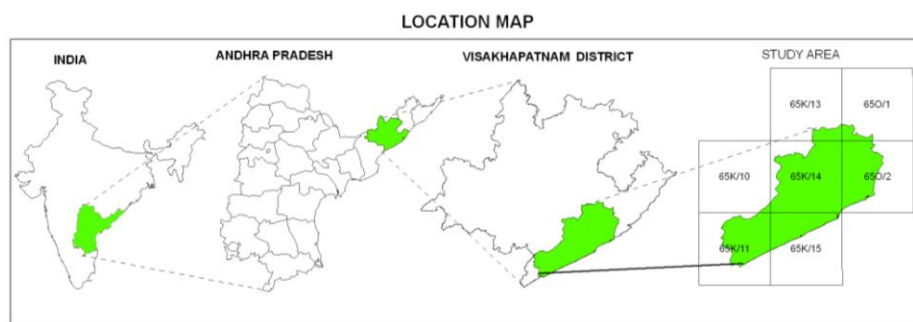 LOCATION MAP
INDIA
ANDHRA PRADESH
VISAKHAPATNAM DISTRICT
STUDY AREA
65K/13
65O/1
65K/10
65K/14
65O/2
65K/11
65K/15